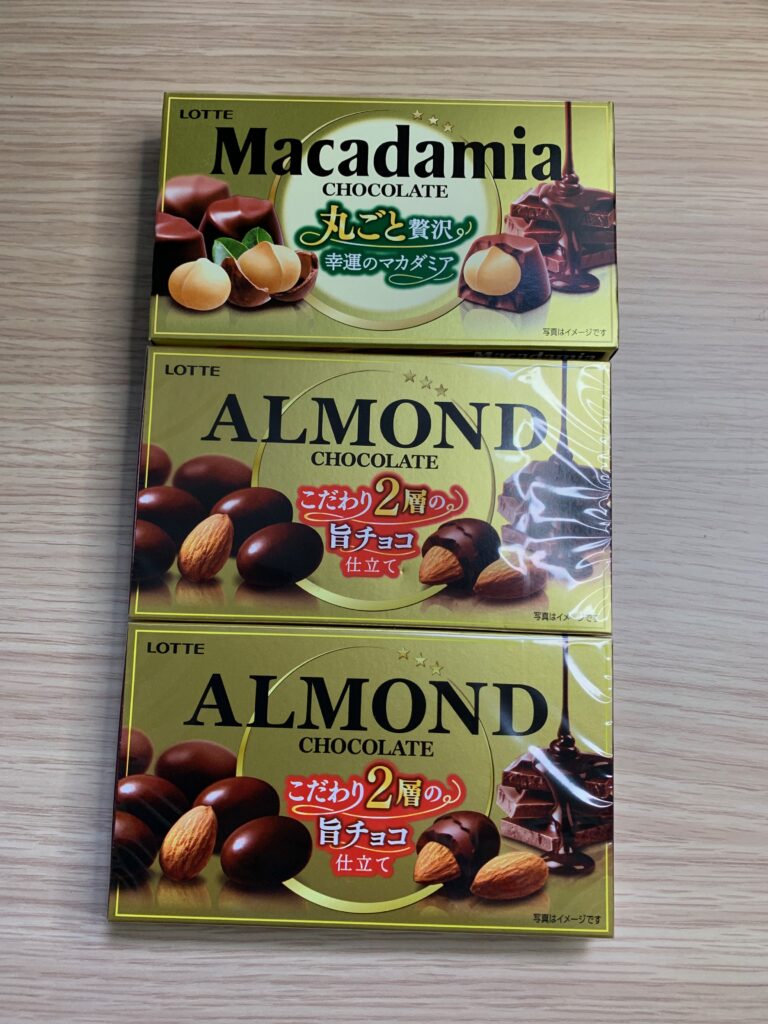 LOTTE
Macadamia
CHOCOLATE
丸ごと贅沢
幸運のマカダミア
写真はイメージです
Macadamia
LOTTE
ALMOND
CHOCOLATE
こだわり2層の
旨チョコ
仕立て
写真はイメージです
LOTTE
ALMOND
CHOCOLATE
こだわり2層の
旨チョコ
仕立て
写真はイメージです